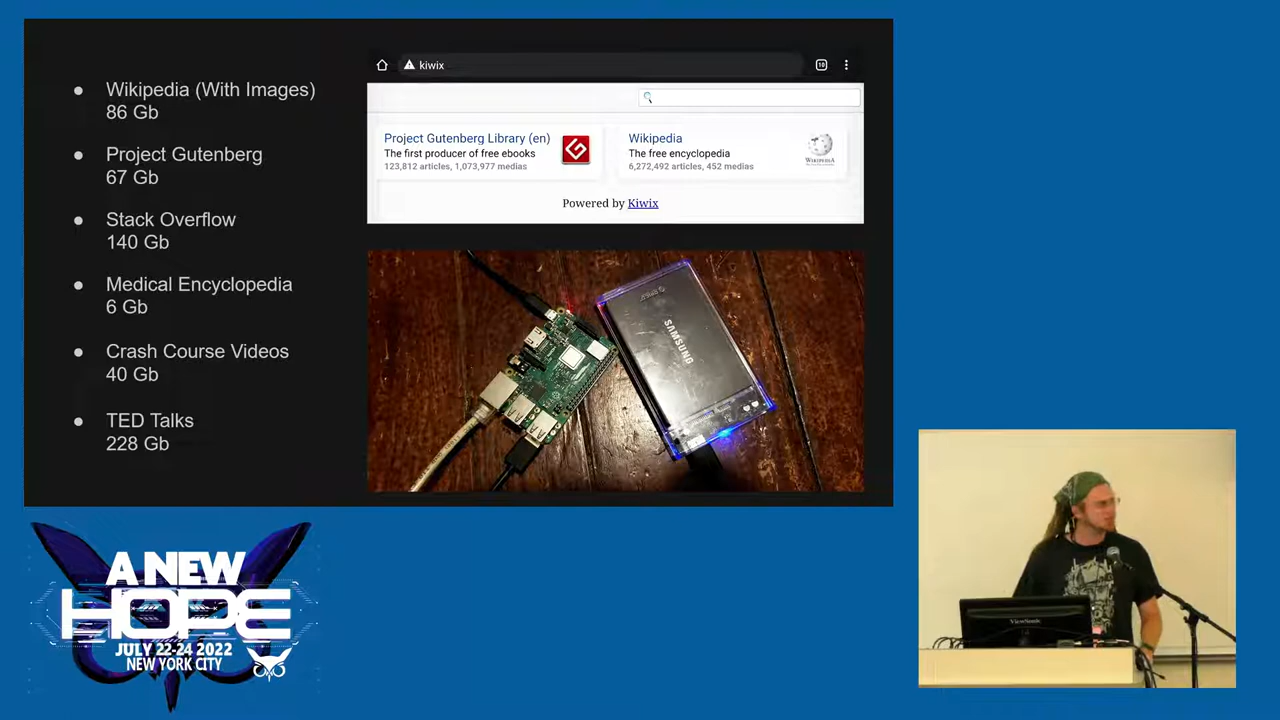 ● Wikipedia (With Images)
86 Gb
● Project Gutenberg
67 Gb
● Stack Overflow
140 Gb
● Medical Encyclopedia
6 Gb
● Crash Course Videos
40 Gb
● TED Talks
228 Gb
kiwix
10
Project Gutenberg Library (en)
The first producer of free ebooks
123,812 articles, 1,073,977 medias
Wikipedia
The free encyclopedia
6,272,492 articles, 452 medias
WIKIPEDIA
Powered by Kiwix
SAMSUNG
A NEW
HOPE
JULY 22-24 2022
NEW YORK CITY
ViewSonic